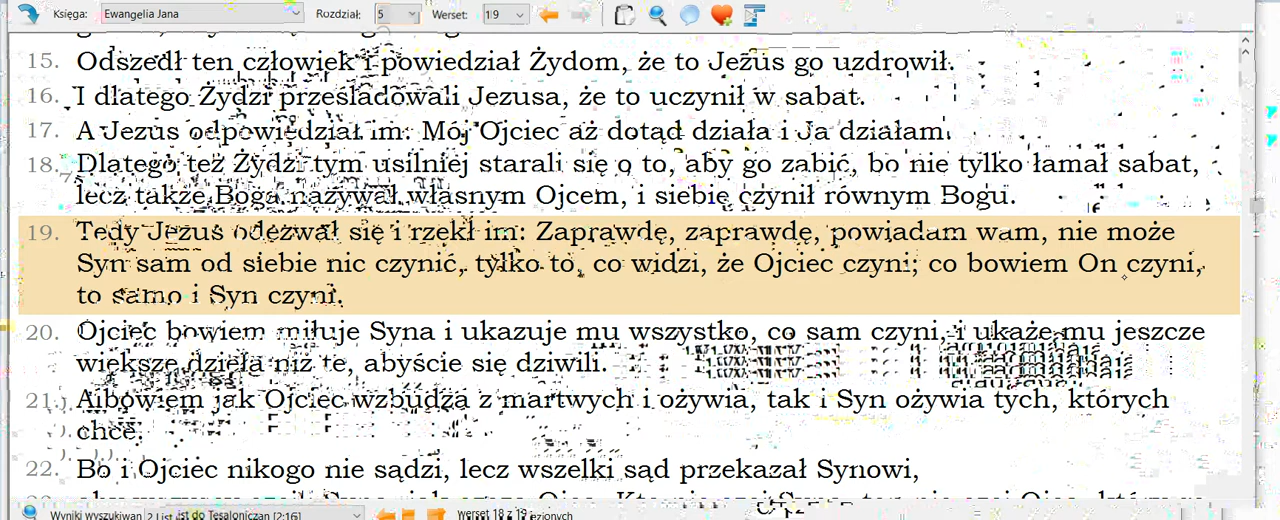 Księga: Ewangelia Jana Rozdział: 5 Werset: 19
15. Odszedł ten człowiek i powiedział Żydom, że to Jezus go uzdrowił.
16. I dlatego Żydzi prześladowali Jezusa, że to uczynił w sabat.
17. A Jezus odpowiedział im: Mój Ojciec aż dotąd działa i Ja działam.
18. Dlatego też Żydzi tym usilniej starali się o to, aby go zabić, bo nie tylko łamał sabat,
lecz także Boga nazywał własnym Ojcem, i siebie czynił równym Bogu.
19. Tedy Jezus odezwał się i rzekł im: Zaprawdę, zaprawdę, powiadam wam, nie może
Syn sam od siebie nic czynić, tylko to, co widzi, że Ojciec czyni; co bowiem On czyni,
to samo i Syn czyni.
20. Ojciec bowiem miłuje Syna i ukazuje mu wszystko, co sam czyni, i ukaże mu jeszcze
większe dzieła niż te, abyście się dziwili.
21. Albowiem jak Ojciec wzbudza z martwych i ożywia, tak i Syn ożywia tych, których
chce.
22. Bo i Ojciec nikogo nie sądzi, lecz wszelki sąd przekazał Synowi,
Wyniki wyszukiwan 2 List do Tesaloniczan (2:16) werset 18 z 19